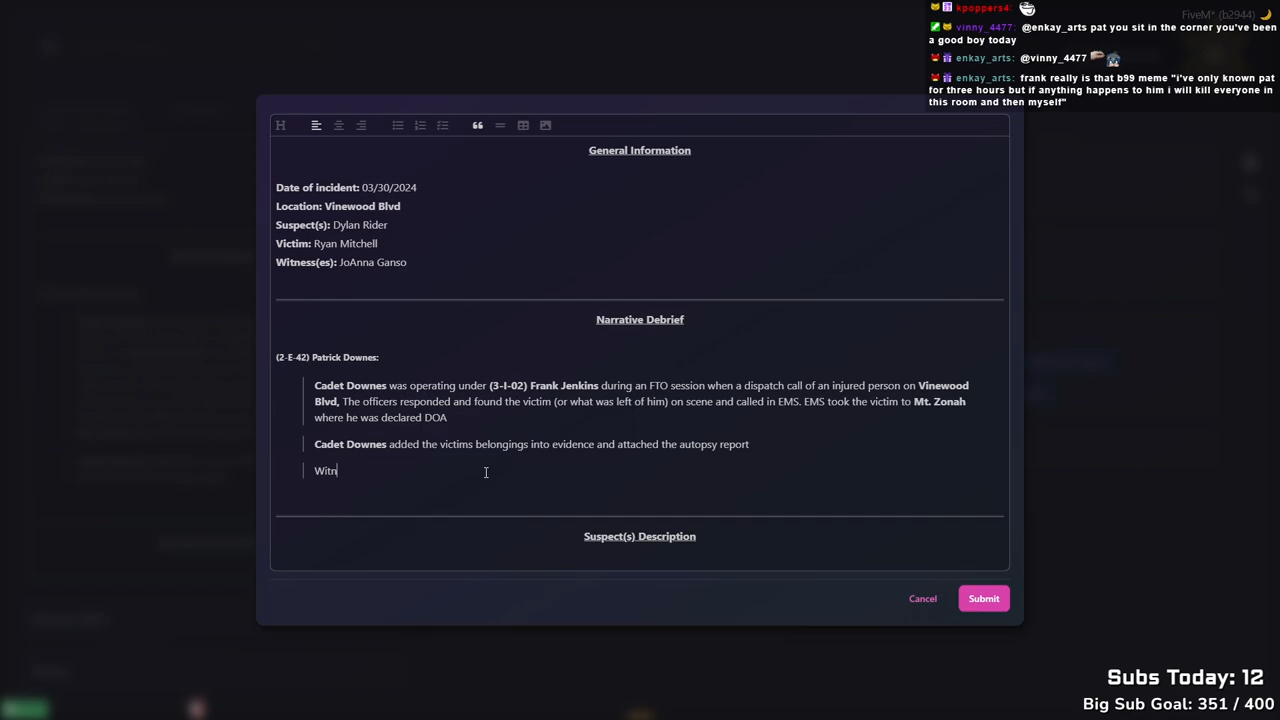 kpoppers4:
FiveM* (b2944)
vinny_4477: @enkay_arts pat you sit in the corner you've been
a good boy today
enkay_arts: @vinny_4477
enkay_arts: frank really is that b99 meme "i've only known pat
for three hours but if anything happens to him i will kill everyone in
this room and then myself"
H
General Information
Date of incident: 03/30/2024
Location: Vinewood Blvd
Suspect(s): Dylan Rider
Victim: Ryan Mitchell
Witness(es): JoAnna Ganso
Narrative Debrief
(2-E-42) Patrick Downes:
Cadet Downes was operating under (3-I-02) Frank Jenkins during an FTO session when a dispatch call of an injured person on Vinewood
Blvd, The officers responded and found the victim (or what was left of him) on scene and called in EMS. EMS took the victim to Mt. Zonah
where he was declared DOA
Cadet Downes added the victims belongings into evidence and attached the autopsy report
Witn
Suspect(s) Description
Cancel
Submit
Subs Today: 12
Big Sub Goal: 351 / 400